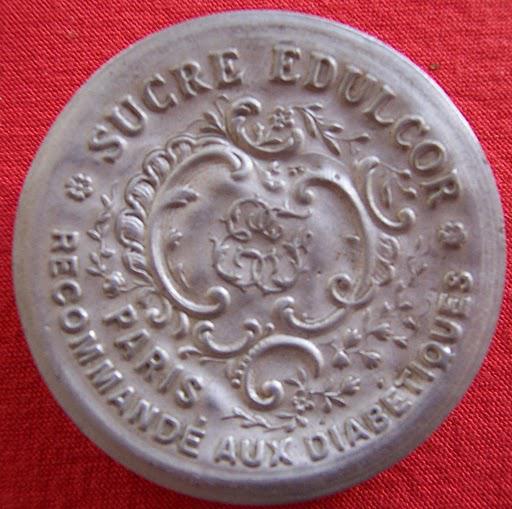 SUCRE EDULCOR
PARIS
RECOMMANDÉ AUX DIABÉTIQUES